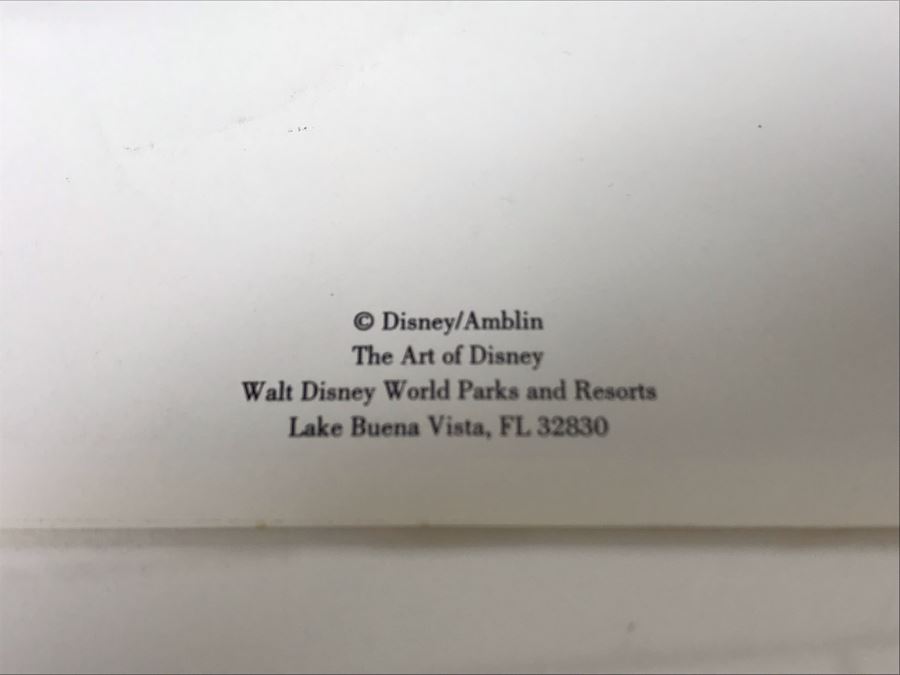 © Disney/Amblin
The Art of Disney
Walt Disney World Parks and Resorts
Lake Buena Vista, FL 32830